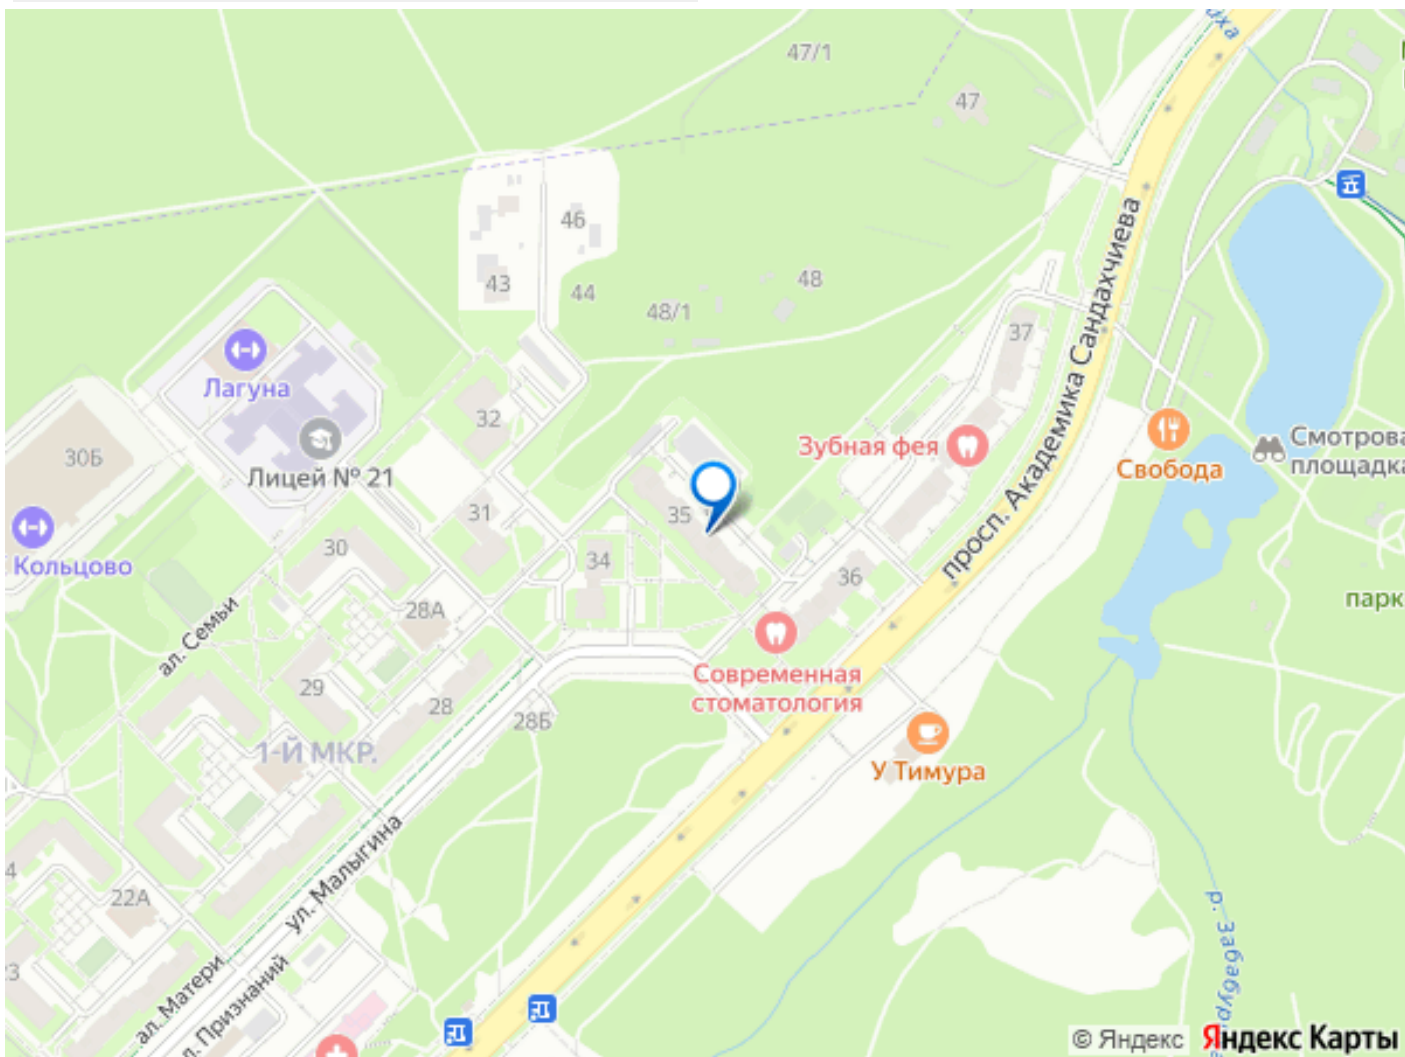 47/1
47
46
43
44
48
48/1
37
просп. Академика Сандахчиева
Лагуна
32
Зубная фея
Свобода
Смотрова
площадка
30Б
Лицей № 21
31
35
Кольцово
30
34
36
28А
парк
ал. Семьи
29
28
28Б
Современная
стоматология
1-Й МКР.
У Тимура
ул. Малыгина
22А
ал. Матери
Признаний
© Яндекс
Яндекс Карты